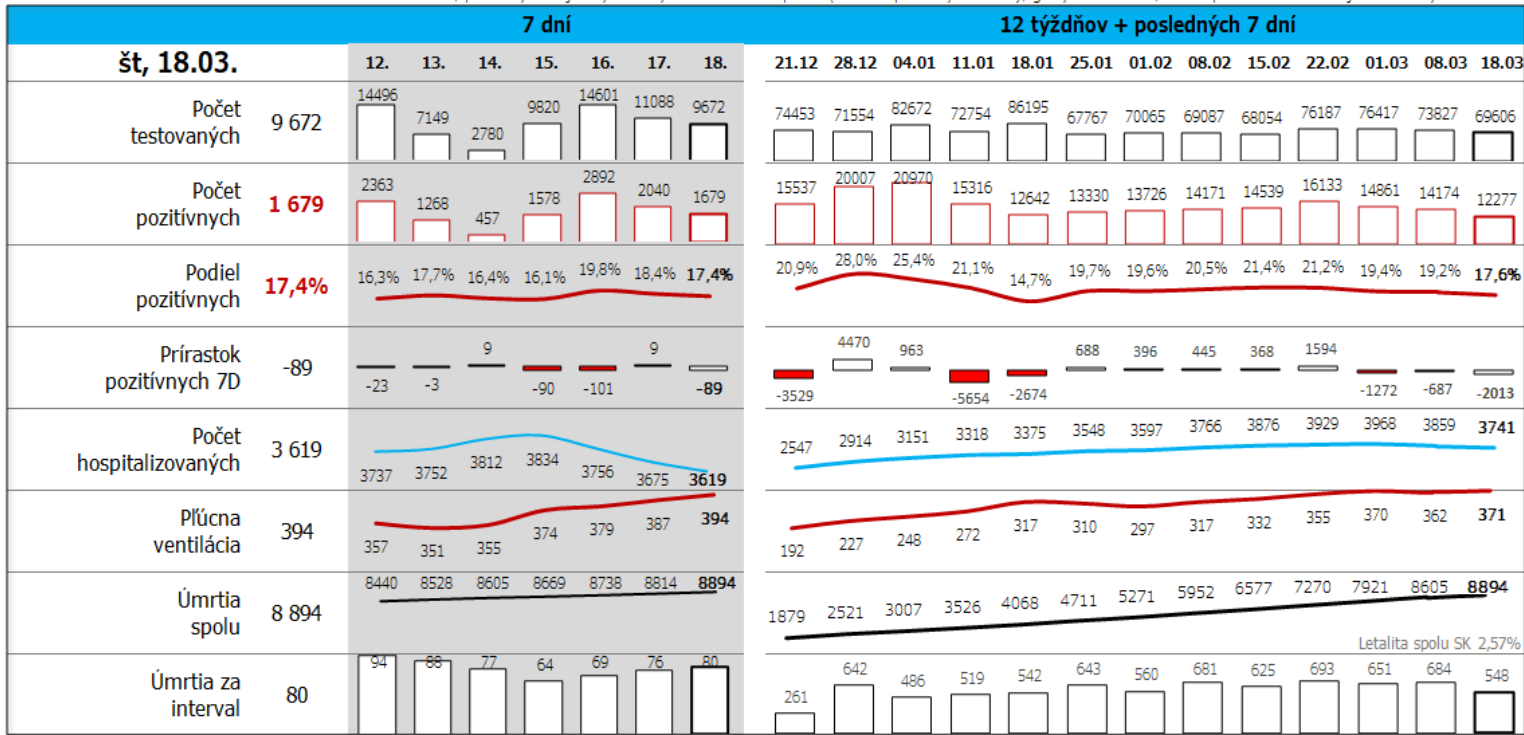 7 dní 12 týždňov + posledných 7 dní
št, 18.03. 12. 13. 14. 15. 16. 17. 18. 21.12 28.12 04.01 11.01 18.01 25.01 01.02 08.02 15.02 22.02 01.03 08.03 18.03
Počet testovaných 9 672 14496 7149 2780 9820 14601 11088 9672 74453 71554 82672 72754 86195 67767 70065 69087 68054 76187 76417 73827 69606
Počet pozitívnych 1 679 2363 1268 457 1578 2892 2040 1679 15537 20007 20970 15316 12642 13330 13726 14171 14539 16133 14861 14174 12277
Podiel pozitívnych 17,4% 16,3% 17,7% 16,4% 16,1% 19,8% 18,4% 17,4% 20,9% 28,0% 25,4% 21,1% 14,7% 19,7% 19,6% 20,5% 21,4% 21,2% 19,4% 19,2% 17,6%
Prírastok pozitívnych 7D -89 -23 -3 9 -90 -101 9 -89 -3529 4470 963 -5654 -2674 688 396 445 368 1594 -1272 -687 -2013
Počet hospitalizovaných 3 619 3737 3752 3812 3834 3756 3675 3619 2547 2914 3151 3318 3375 3548 3597 3766 3876 3929 3968 3859 3741
Pľúcna ventilácia 394 357 351 355 374 379 387 394 192 227 248 272 317 310 297 317 332 355 370 362 371
Úmrtia spolu 8 894 8440 8528 8605 8669 8738 8814 8894 1879 2521 3007 3526 4068 4711 5271 5952 6577 7270 7921 8605 8894
Letalita spolu SK 2,57%
Úmrtia za interval 80 94 88 77 64 69 76 80 261 642 486 519 542 643 560 681 625 693 651 684 548